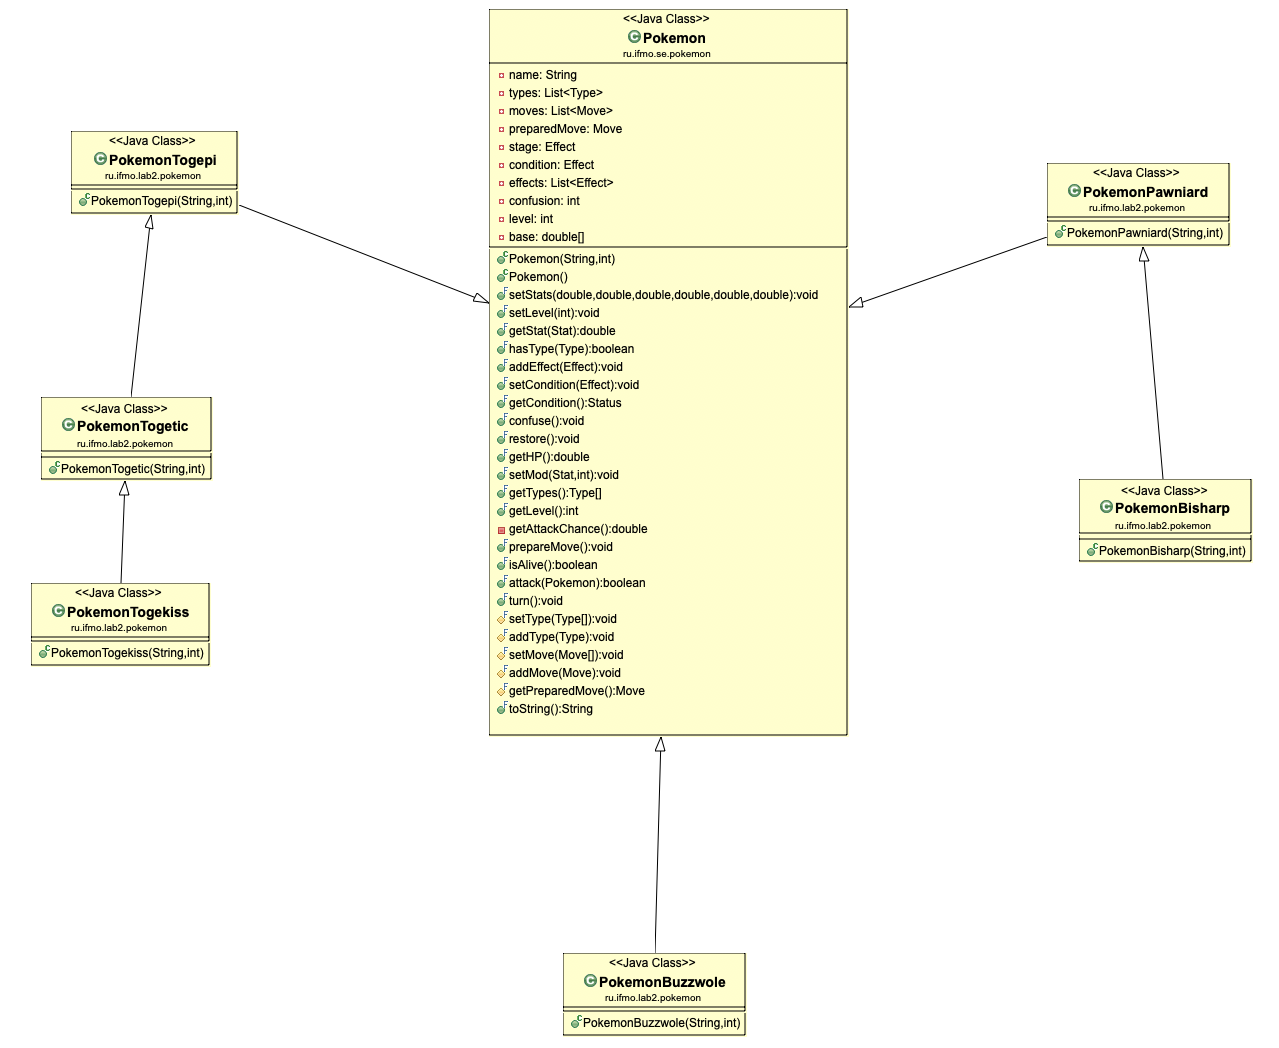 <<Java Class>>
Pokemon
ru.ifmo.se.pokemon
name: String
types: List<Type>
moves: List<Move>
preparedMove: Move
stage: Effect
condition: Effect
effects: List<Effect>
confusion: int
level: int
base: double[]
Pokemon(String,int)
Pokemon()
setStats(double,double,double,double,double,double):void
setLevel(int):void
getStat(Stat):double
hasType(Type):boolean
addEffect(Effect):void
setCondition(Effect):void
getCondition():Status
confuse():void
restore():void
getHP():double
setMod(Stat,int):void
getTypes():Type[]
getLevel():int
getAttackChance():double
prepareMove():void
isAlive():boolean
attack(Pokemon):boolean
turn():void
setType(Type[]):void
addType(Type):void
setMove(Move[]):void
addMove(Move):void
getPreparedMove():Move
toString():String
<<Java Class>>
PokemonTogepi
ru.ifmo.lab2.pokemon
PokemonTogepi(String,int)
<<Java Class>>
PokemonTogetic
ru.ifmo.lab2.pokemon
PokemonTogetic(String,int)
<<Java Class>>
PokemonTogekiss
ru.ifmo.lab2.pokemon
PokemonTogekiss(String,int)
<<Java Class>>
PokemonPawniard
ru.ifmo.lab2.pokemon
PokemonPawniard(String,int)
<<Java Class>>
PokemonBisharp
ru.ifmo.lab2.pokemon
PokemonBisharp(String,int)
<<Java Class>>
PokemonBuzzwole
ru.ifmo.lab2.pokemon
PokemonBuzzwole(String,int)